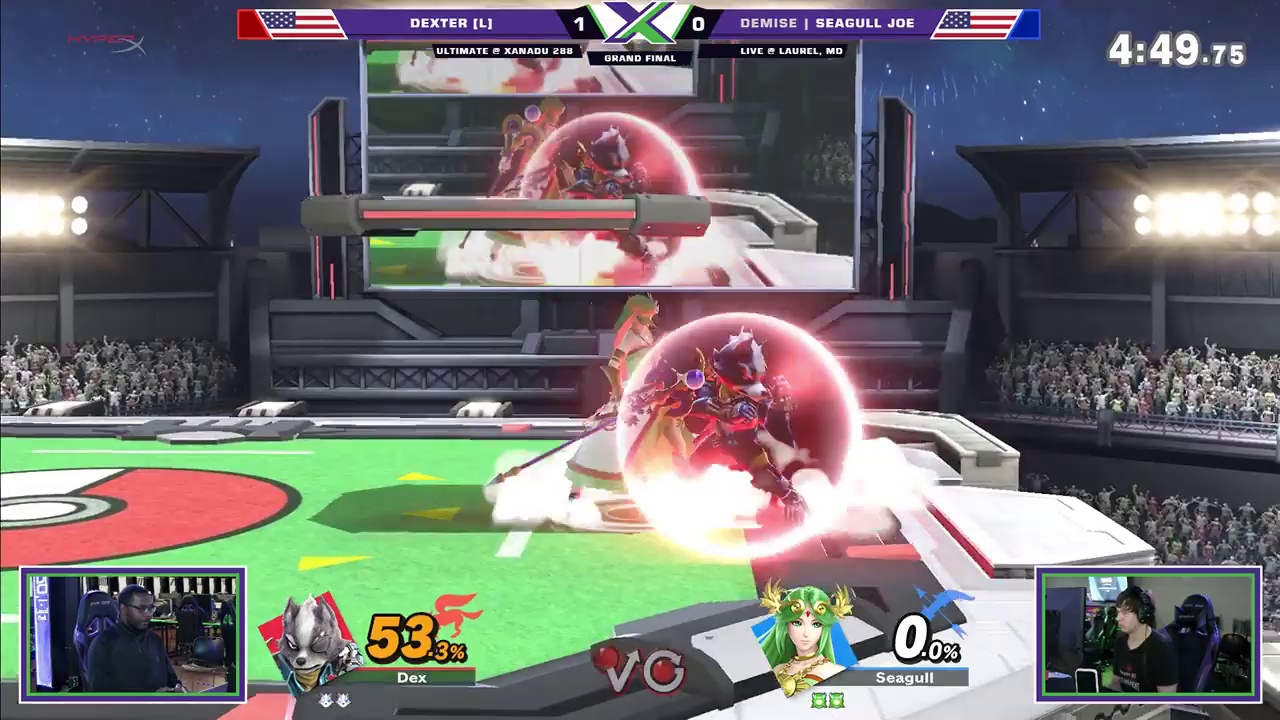 HYPERX
DEXTER [L]
1
0
DEMISE | SEAGULL JOE
ULTIMATE @ XANADU 288
GRAND FINAL
LIVE @ LAUREL, MD
4:49.75
53.3%
Dex
0.0%
Seagull